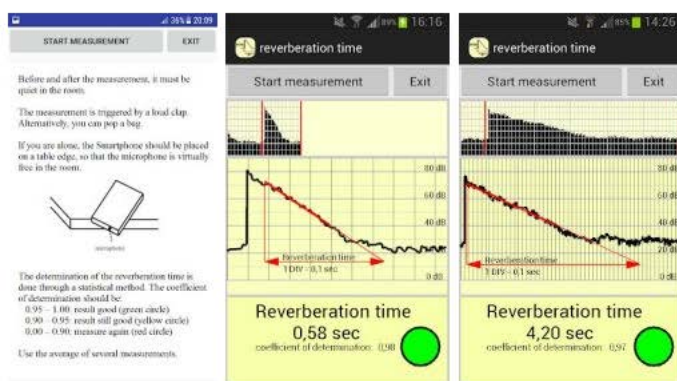 36% 20:09
START MEASUREMENT
EXIT
Before and after the measurement, it must be
quiet in the room.
The measurement is triggered by a loud clap.
Alternatively, you can pop a bag.
If you are alone, the Smartphone should be placed
on a table edge, so that the microphone is virtually
free in the room.
microphone
The determination of the reverberation time is
done through a statistical method. The coefficient
of determination should be:
0,95 – 1,00: result good (green circle)
0,90 – 0,95: result still good (yellow circle)
0,00 – 0,90: measure again (red circle)
Use the average of several measurements.
16:16
reverberation time
Start measurement
Exit
80 dB
60 dB
40 dB
Reverberation time
1 DIV = 0,1 sec
0 dB
Reverberation time
0,58 sec
coefficient of determination: 0,98
85% 14:26
reverberation time
Start measurement
Exit
80 dB
60 dB
40 dB
20 dB
Reverberation time
1 DIV = 0,1 sec
0 dB
Reverberation time
4,20 sec
coefficient of determination: 0,97